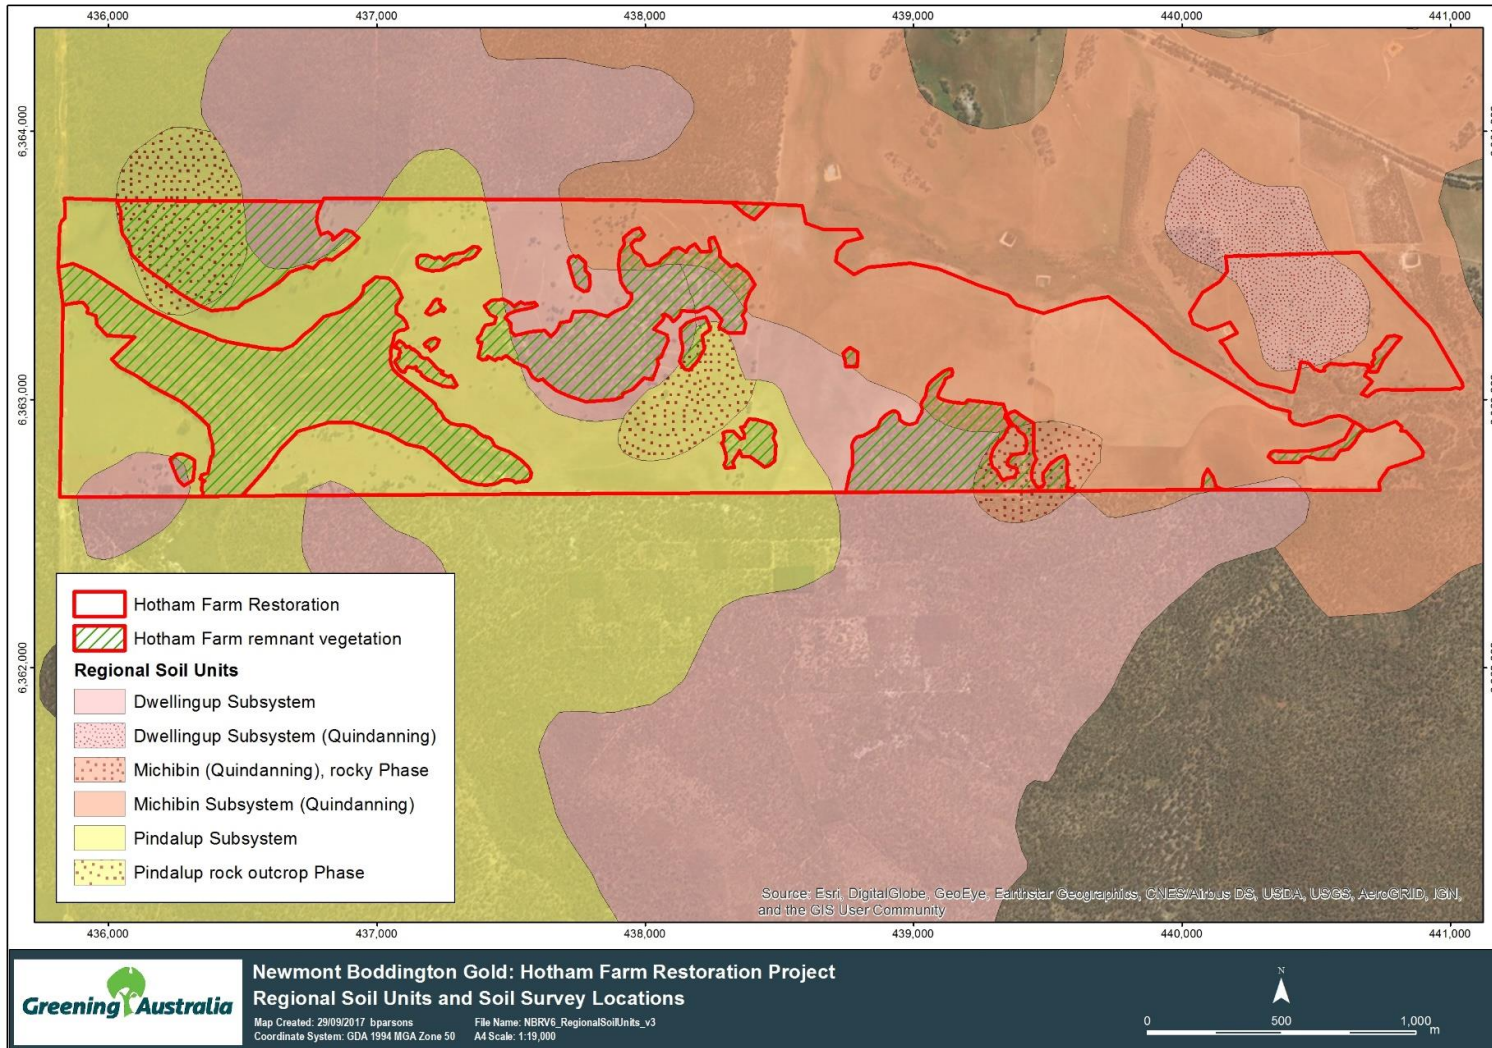 436,000 437,000 438,000 439,000 440,000 441,000
6,364,000
6,363,000
6,362,000
Hotham Farm Restoration
Hotham Farm remnant vegetation
Regional Soil Units
Dwellingup Subsystem
Dwellingup Subsystem (Quindanning)
Michibin (Quindanning), rocky Phase
Michibin Subsystem (Quindanning)
Pindalup Subsystem
Pindalup rock outcrop Phase
Source: Esri, DigitalGlobe, GeoEye, Earthstar Geographics, CNES/Airbus DS, USDA, USGS, AeroGRID, IGN,
and the GIS User Community
436,000 437,000 438,000 439,000 440,000 441,000
Greening Australia
Newmont Boddington Gold: Hotham Farm Restoration Project
Regional Soil Units and Soil Survey Locations
Map Created: 29/09/2017 bparsons File Name: NBRV6_RegionalSoilUnits_v3
Coordinate System: GDA 1994 MGA Zone 50 A4 Scale: 1:19,000
N
0 500 1,000
m